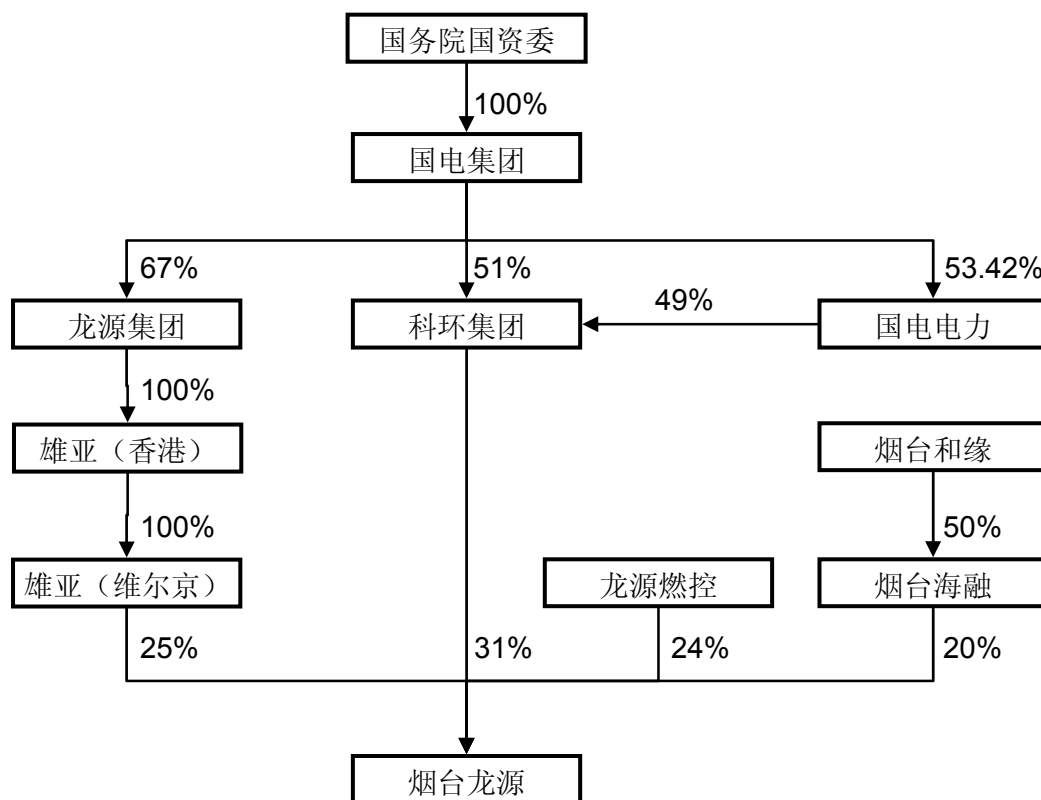 国务院国资委
100%
国电集团
67%
51%
53.42%
龙源集团
科环集团
49%
国电电力
100%
雄亚（香港）
烟台和缘
100%
50%
雄亚（维尔京）
龙源燃控
烟台海融
25%
31%
24%
20%
烟台龙源